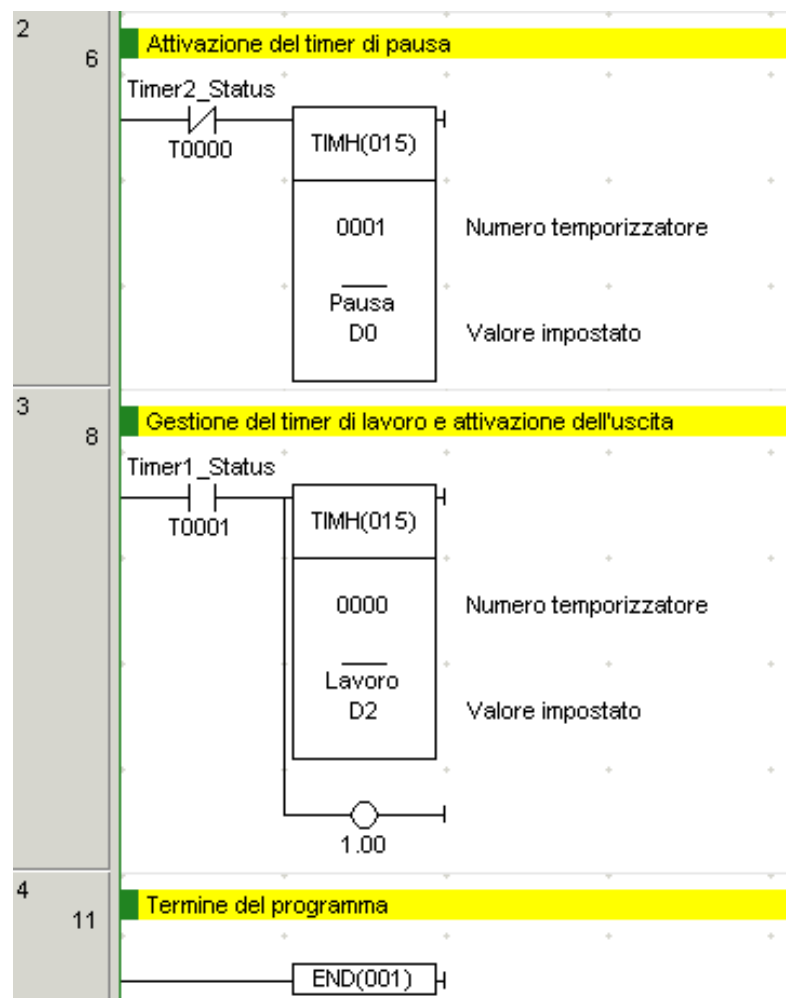 2
6
Attivazione del timer di pausa
Timer2_Status
T0000
TIMH(015)
0001 Numero temporizzatore
Pausa
D0 Valore impostato
3
8
Gestione del timer di lavoro e attivazione dell'uscita
Timer1_Status
T0001
TIMH(015)
0000 Numero temporizzatore
Lavoro
D2 Valore impostato
1.00
4
11
Termine del programma
END(001)